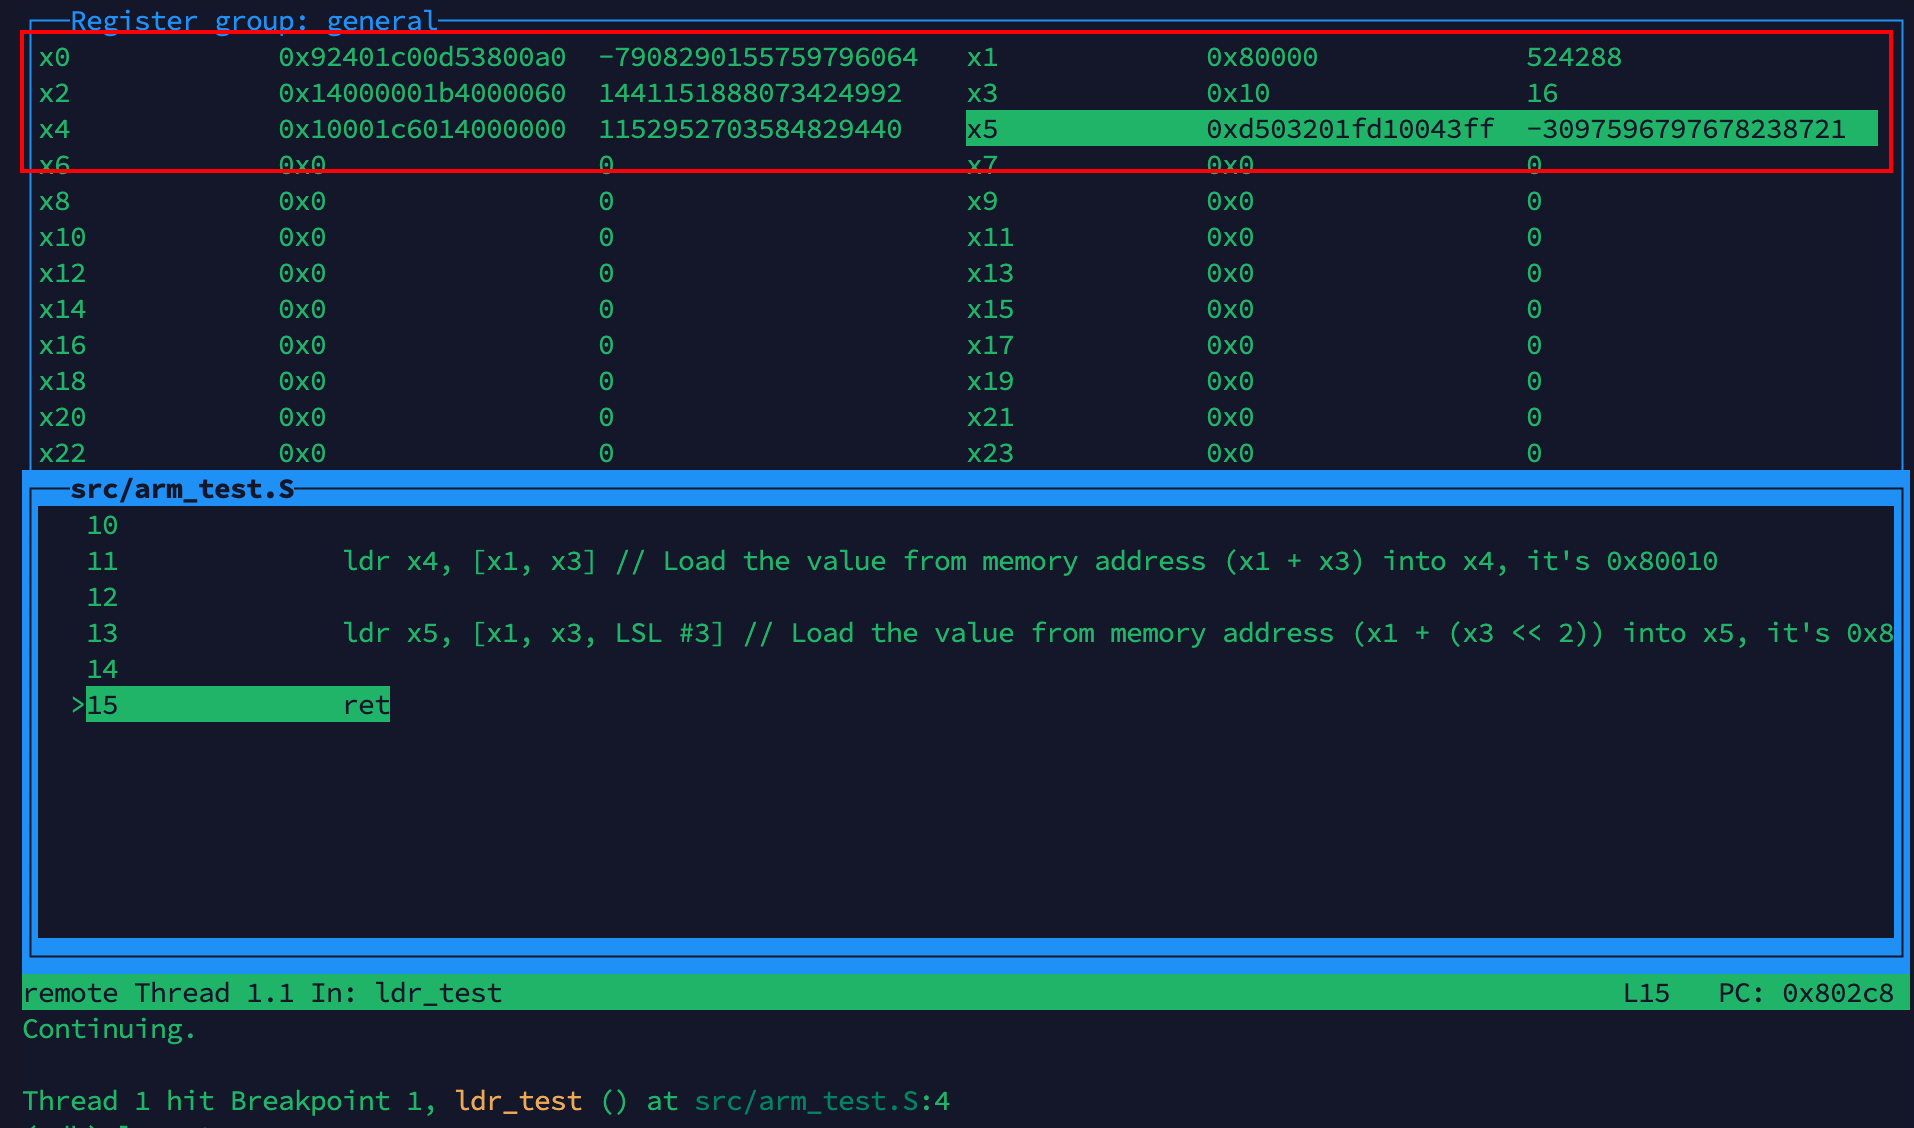 Register group: general
x0 0x92401c00d53800a0 -7908290155759796064 x1 0x80000 524288
x2 0x14000001b4000060 1441151888073424992 x3 0x10 16
x4 0x10001c6014000000 1152952703584829440 x5 0xd503201fd10043ff -3097596797678238721
x6 0x0 0 x7 0x0 0
x8 0x0 0 x9 0x0 0
x10 0x0 0 x11 0x0 0
x12 0x0 0 x13 0x0 0
x14 0x0 0 x15 0x0 0
x16 0x0 0 x17 0x0 0
x18 0x0 0 x19 0x0 0
x20 0x0 0 x21 0x0 0
x22 0x0 0 x23 0x0 0
src/arm_test.S
10
11 ldr x4, [x1, x3] // Load the value from memory address (x1 + x3) into x4, it's 0x80010
12
13 ldr x5, [x1, x3, LSL #3] // Load the value from memory address (x1 + (x3 << 2)) into x5, it's 0x8
14
>15 ret
remote Thread 1.1 In: ldr_test L15 PC: 0x802c8
Continuing.
Thread 1 hit Breakpoint 1, ldr_test () at src/arm_test.S:4